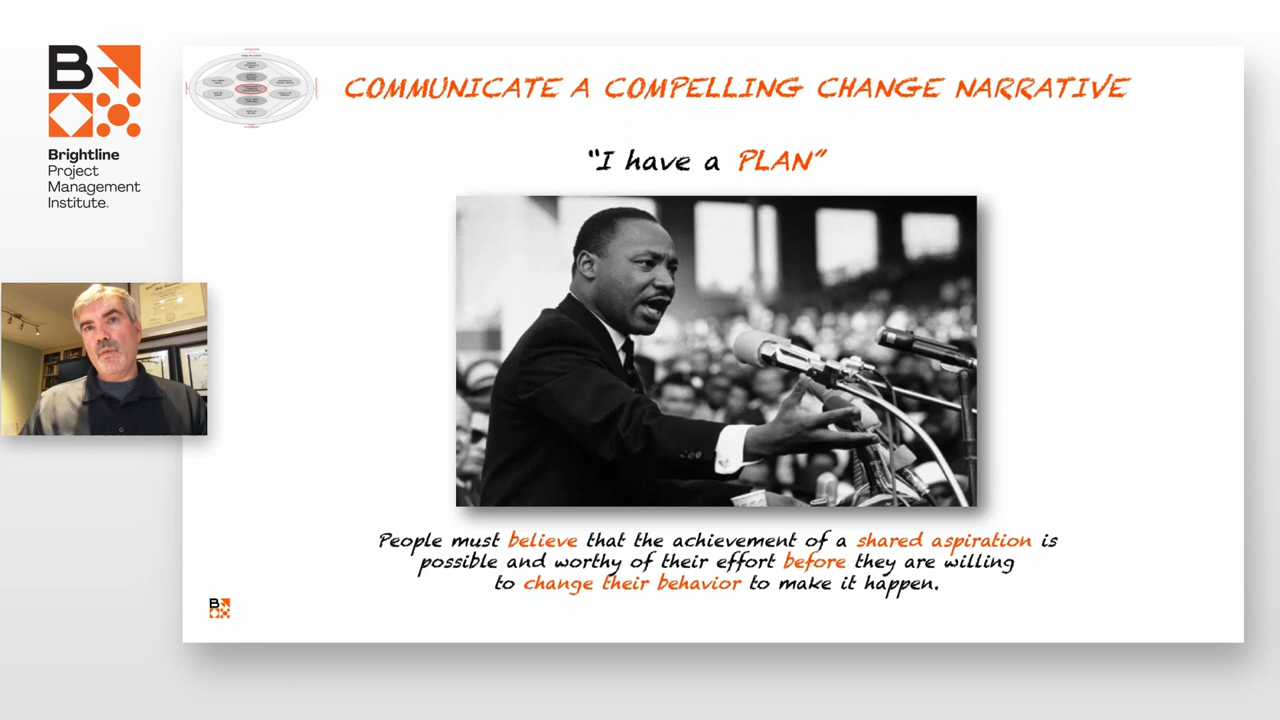 Brightline
Project
Management
Institute.
COMMUNICATE A COMPELLING CHANGE NARRATIVE
"I have a PLAN"
People must believe that the achievement of a shared aspiration is
possible and worthy of their effort before they are willing
to change their behavior to make it happen.